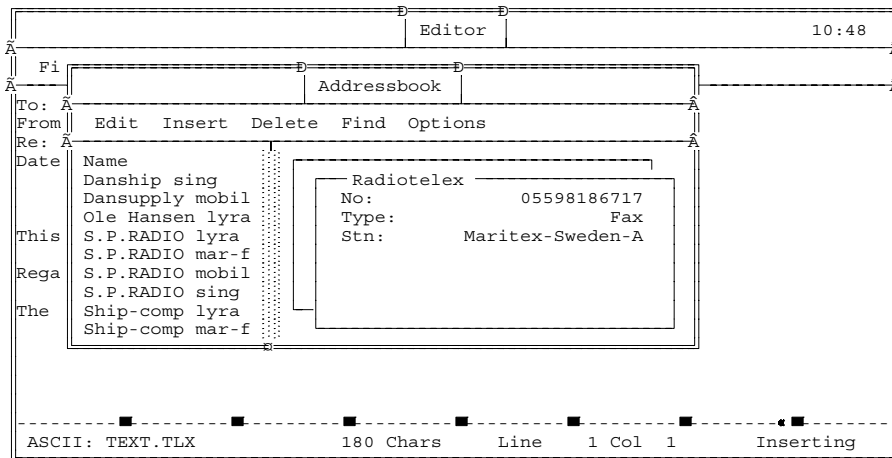 Editor 10:48
Fi
Addressbook
To:
From Edit Insert Delete Find Options
Re:
Date Name
Danship sing Radiotelex
Dansupply mobil No: 05598186717
Ole Hansen lyra Type: Fax
This S.P.RADIO lyra Stn: Maritex-Sweden-A
S.P.RADIO mar-f
Rega S.P.RADIO mobil
S.P.RADIO sing
The Ship-comp lyra
Ship-comp mar-f
ASCII: TEXT.TLX 180 Chars Line 1 Col 1 Inserting